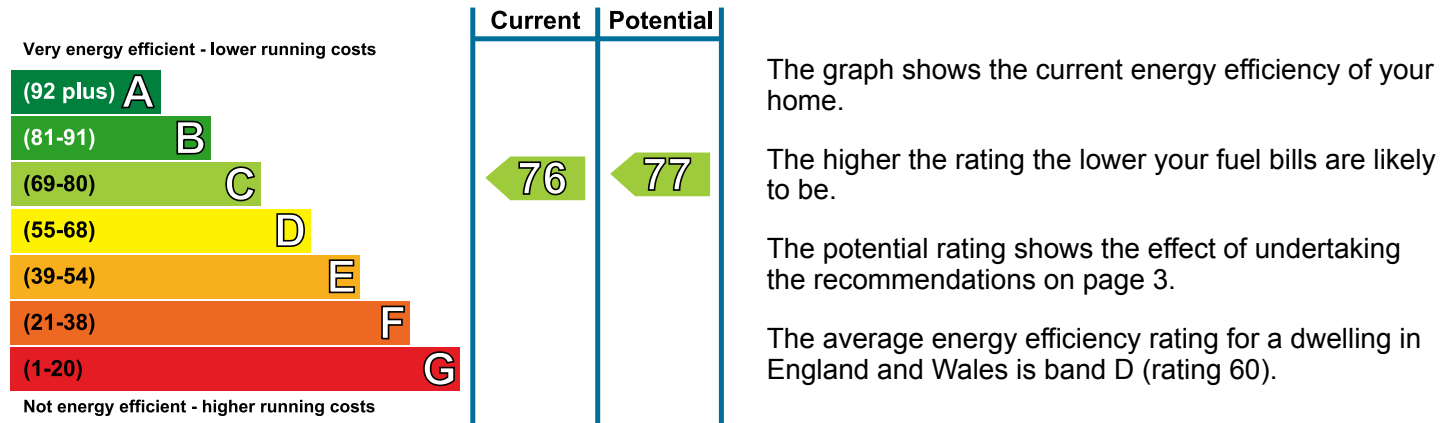 Current Potential
Very energy efficient - lower running costs
(92 plus) A
(81-91) B
(69-80) C
76 77
(55-68) D
(39-54) E
(21-38) F
(1-20) G
Not energy efficient - higher running costs
The graph shows the current energy efficiency of your
home.
The higher the rating the lower your fuel bills are likely
to be.
The potential rating shows the effect of undertaking
the recommendations on page 3.
The average energy efficiency rating for a dwelling in
England and Wales is band D (rating 60).